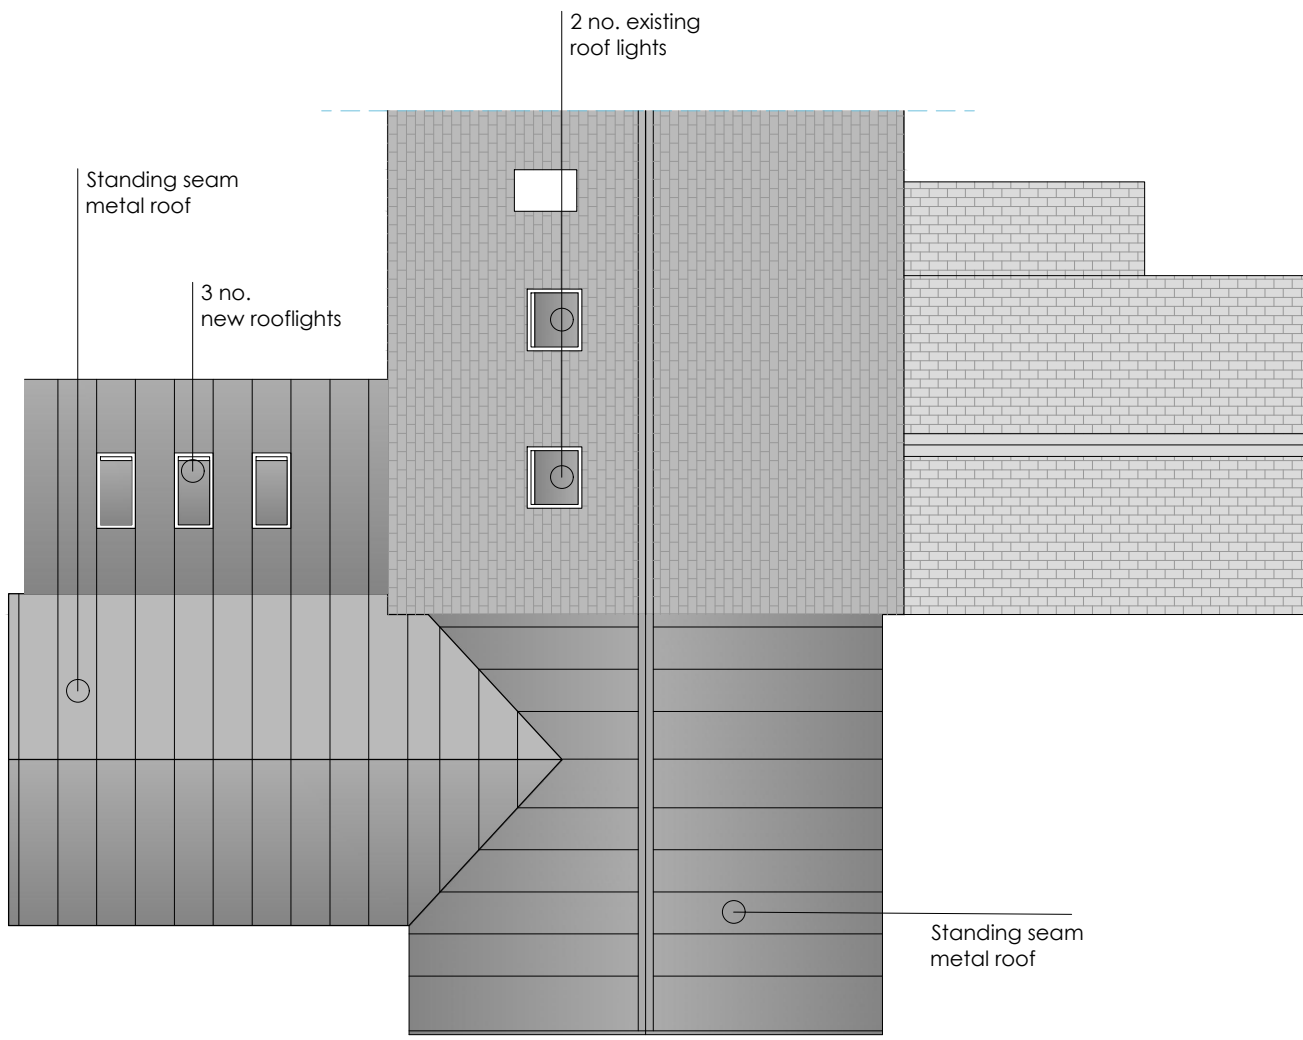 2 no. existing
roof lights
Standing seam
metal roof
3 no.
new rooflights
Standing seam
metal roof